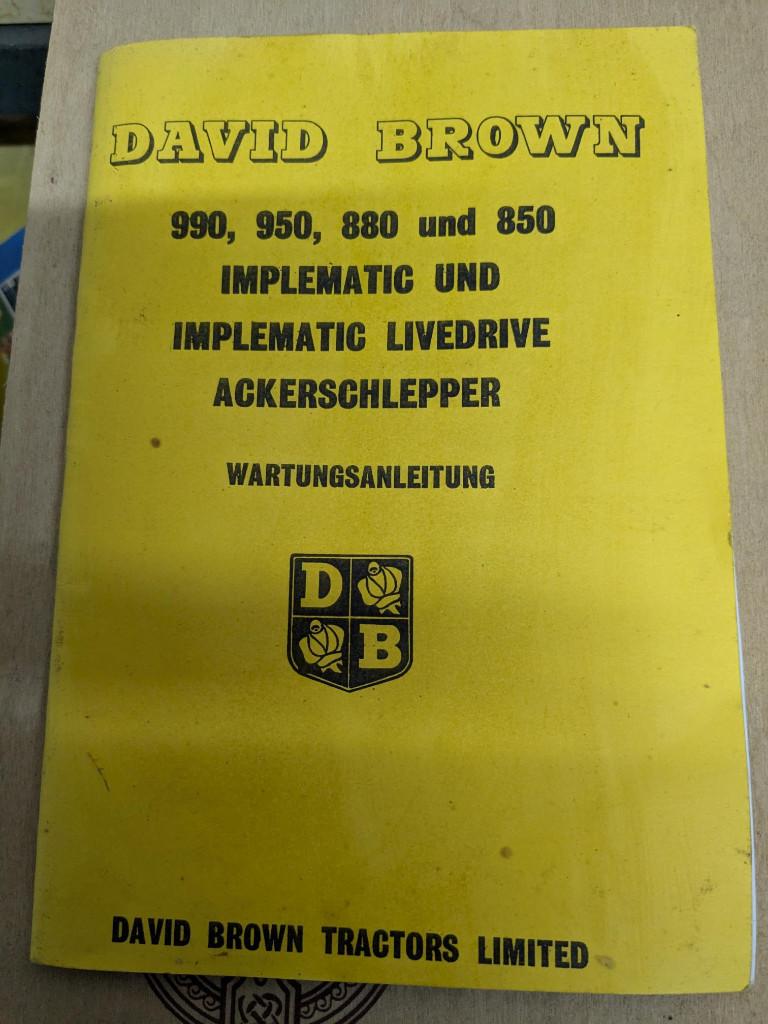 DAVID BROWN
990, 950, 880 und 850
IMPLEMATIC UND
IMPLEMATIC LIVEDRIVE
ACKERSCHLEPPER
WARTUNGSANLEITUNG
D
B
DAVID BROWN TRACTORS LIMITED